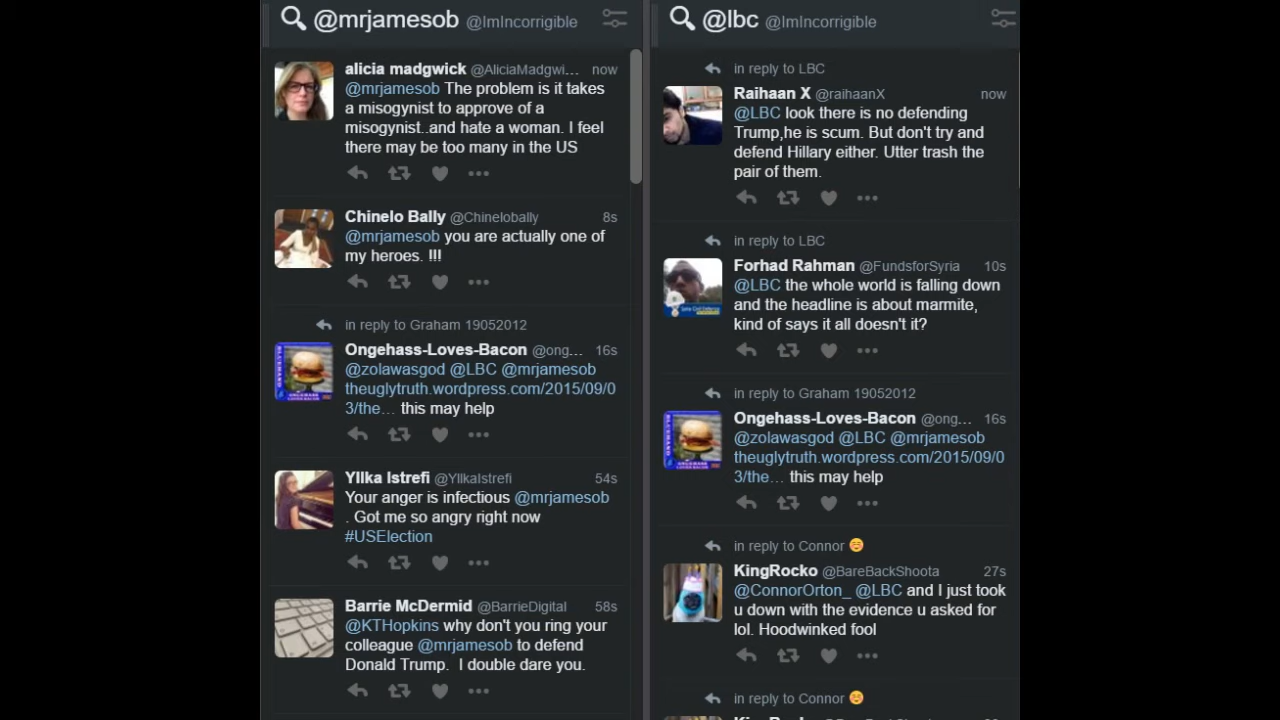 @mrjamesob @ImIncorrigible
alicia madgwick @AliciaMadgwi... now
@mrjamesob The problem is it takes
a misogynist to approve of a
misogynist..and hate a woman. I feel
there may be too many in the US
Chinelo Bally @Chinelobally 8s
@mrjamesob you are actually one of
my heroes. !!!
in reply to Graham 19052012
Ongehass-Loves-Bacon @ong... 16s
@zolawasgod @LBC @mrjamesob
theuglytruth.wordpress.com/2015/09/0
3/the... this may help
Yllka Istrefi @YllkaIstrefi 54s
Your anger is infectious @mrjamesob
. Got me so angry right now
#USElection
Barrie McDermid @BarrieDigital 58s
@KTHopkins why don't you ring your
colleague @mrjamesob to defend
Donald Trump.  I double dare you.
@lbc @ImIncorrigible
in reply to LBC
Raihaan X @raihaanX now
@LBC look there is no defending
Trump,he is scum. But don't try and
defend Hillary either. Utter trash the
pair of them.
in reply to LBC
Forhad Rahman @FundsforSyria 10s
@LBC the whole world is falling down
and the headline is about marmite,
kind of says it all doesn't it?
in reply to Graham 19052012
Ongehass-Loves-Bacon @ong... 16s
@zolawasgod @LBC @mrjamesob
theuglytruth.wordpress.com/2015/09/0
3/the... this may help
in reply to Connor 😊
KingRocko @BareBackShoota 27s
@ConnorOrton_ @LBC and I just took
u down with the evidence u asked for
lol. Hoodwinked fool
in reply to Connor 😊